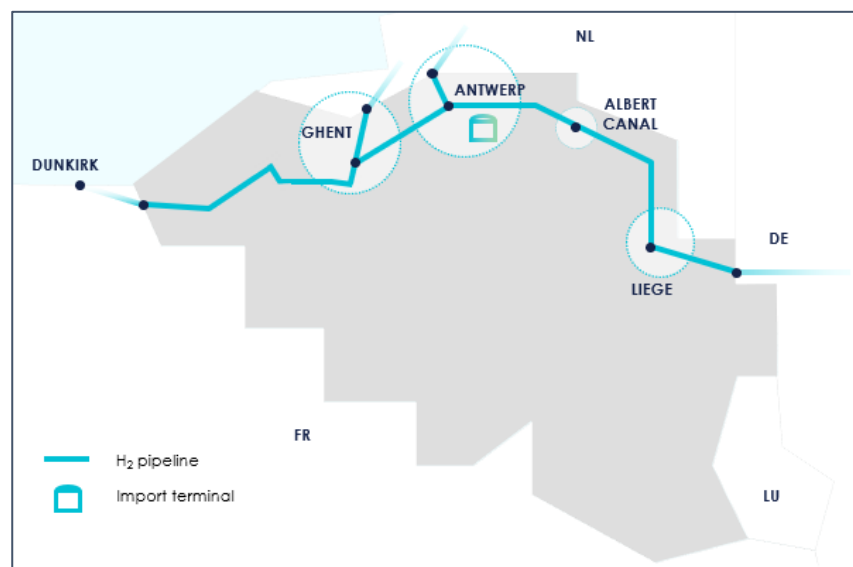 NL
ANTWERP
ALBERT
CANAL
GHENT
DUNKIRK
DE
LIEGE
FR
H₂ pipeline
Import terminal
LU